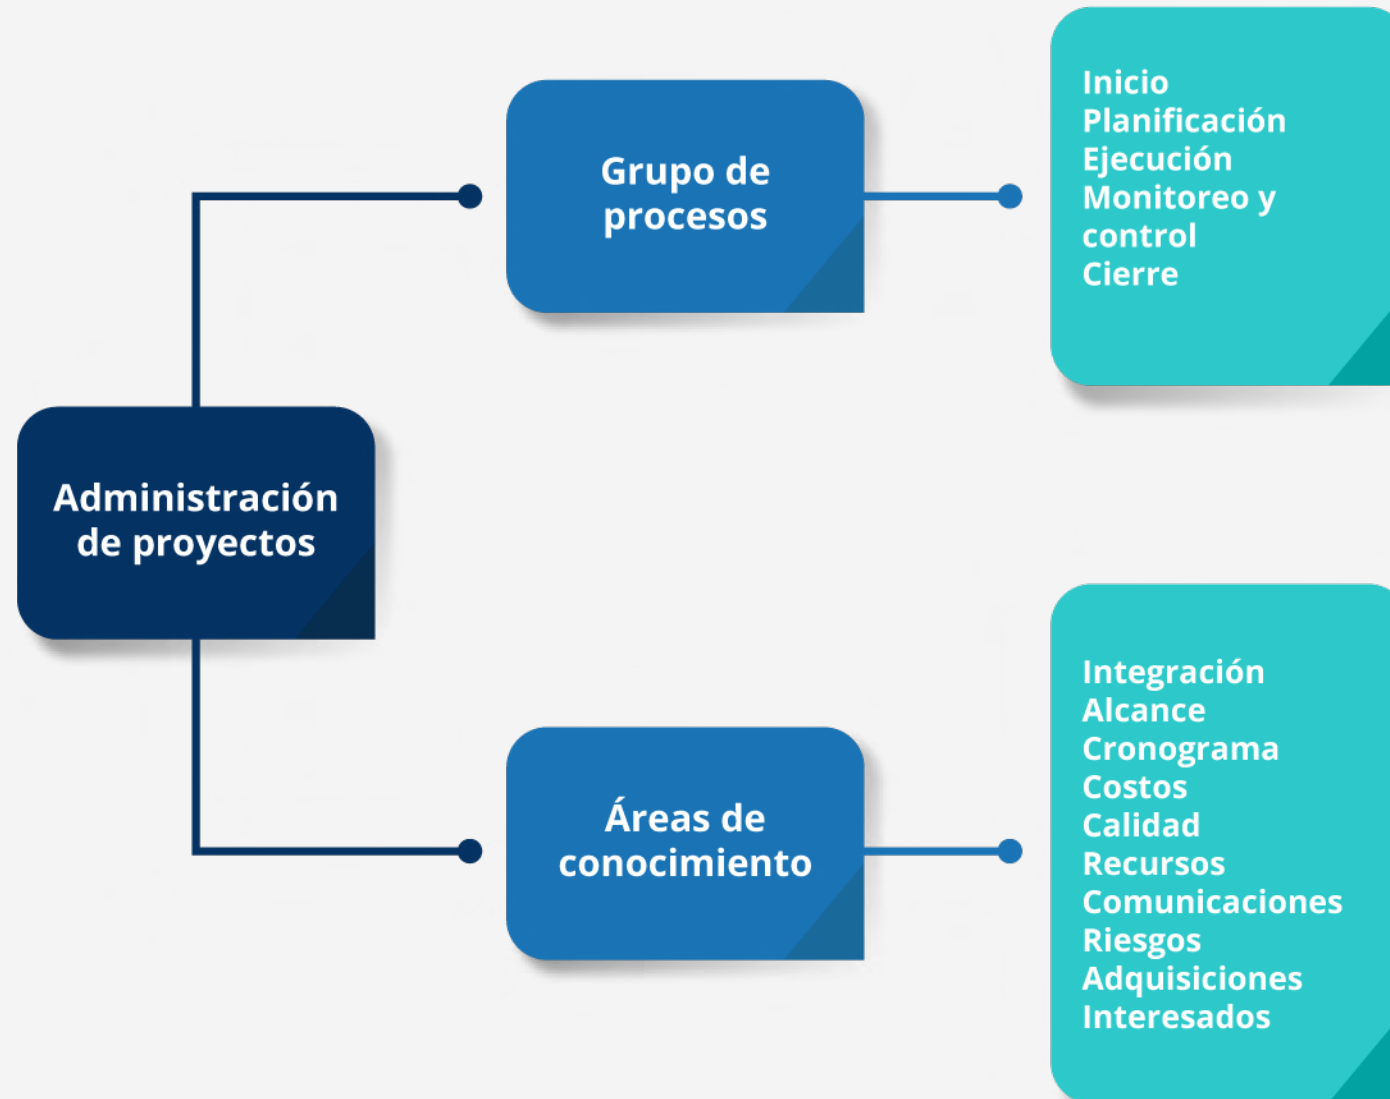 Administración
de proyectos
Grupo de
procesos
Inicio
Planificación
Ejecución
Monitoreo y
control
Cierre
Áreas de
conocimiento
Integración
Alcance
Cronograma
Costos
Calidad
Recursos
Comunicaciones
Riesgos
Adquisiciones
Interesados